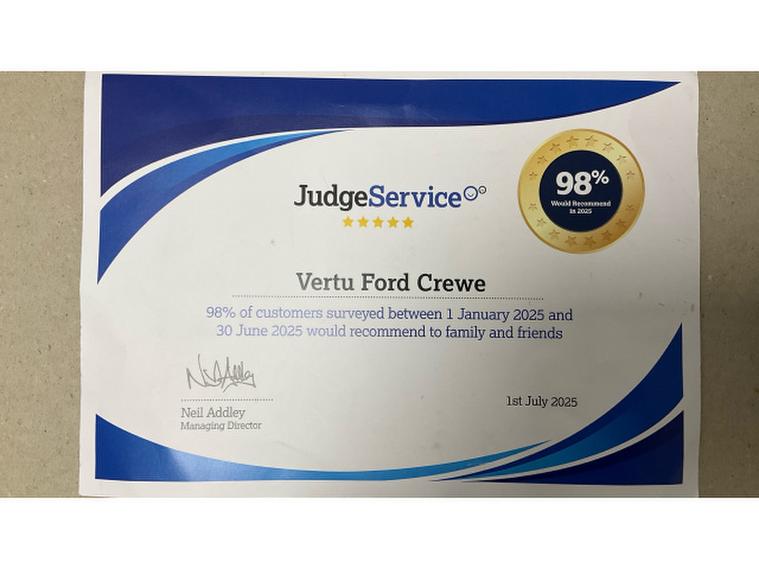 JudgeService
98%
Would Recommend
in 2025
Vertu Ford Crewe
98% of customers surveyed between 1 January 2025 and
30 June 2025 would recommend to family and friends
Neil Addley
Managing Director
1st July 2025